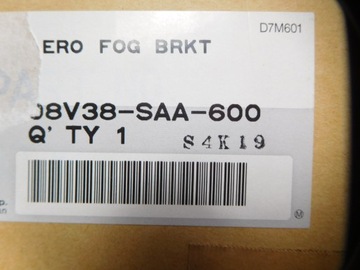 D7M601
ERO FOG BRKT
08V38-SAA-600
Q' TY 1 S4K19
p.
M